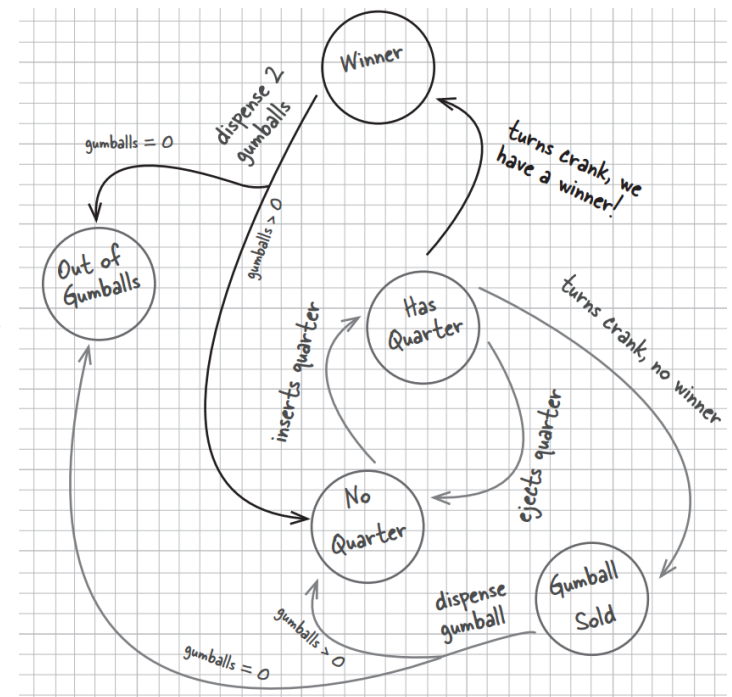 Winner
dispense 2
gumballs
gumballs = 0
turns crank, we
have a winner!
gumballs > 0
Out of
Gumballs
Has
Quarter
turns crank, no winner
inserts quarter
ejects quarter
No
Quarter
Gumball
Sold
dispense
gumball
gumballs > 0
gumballs = 0